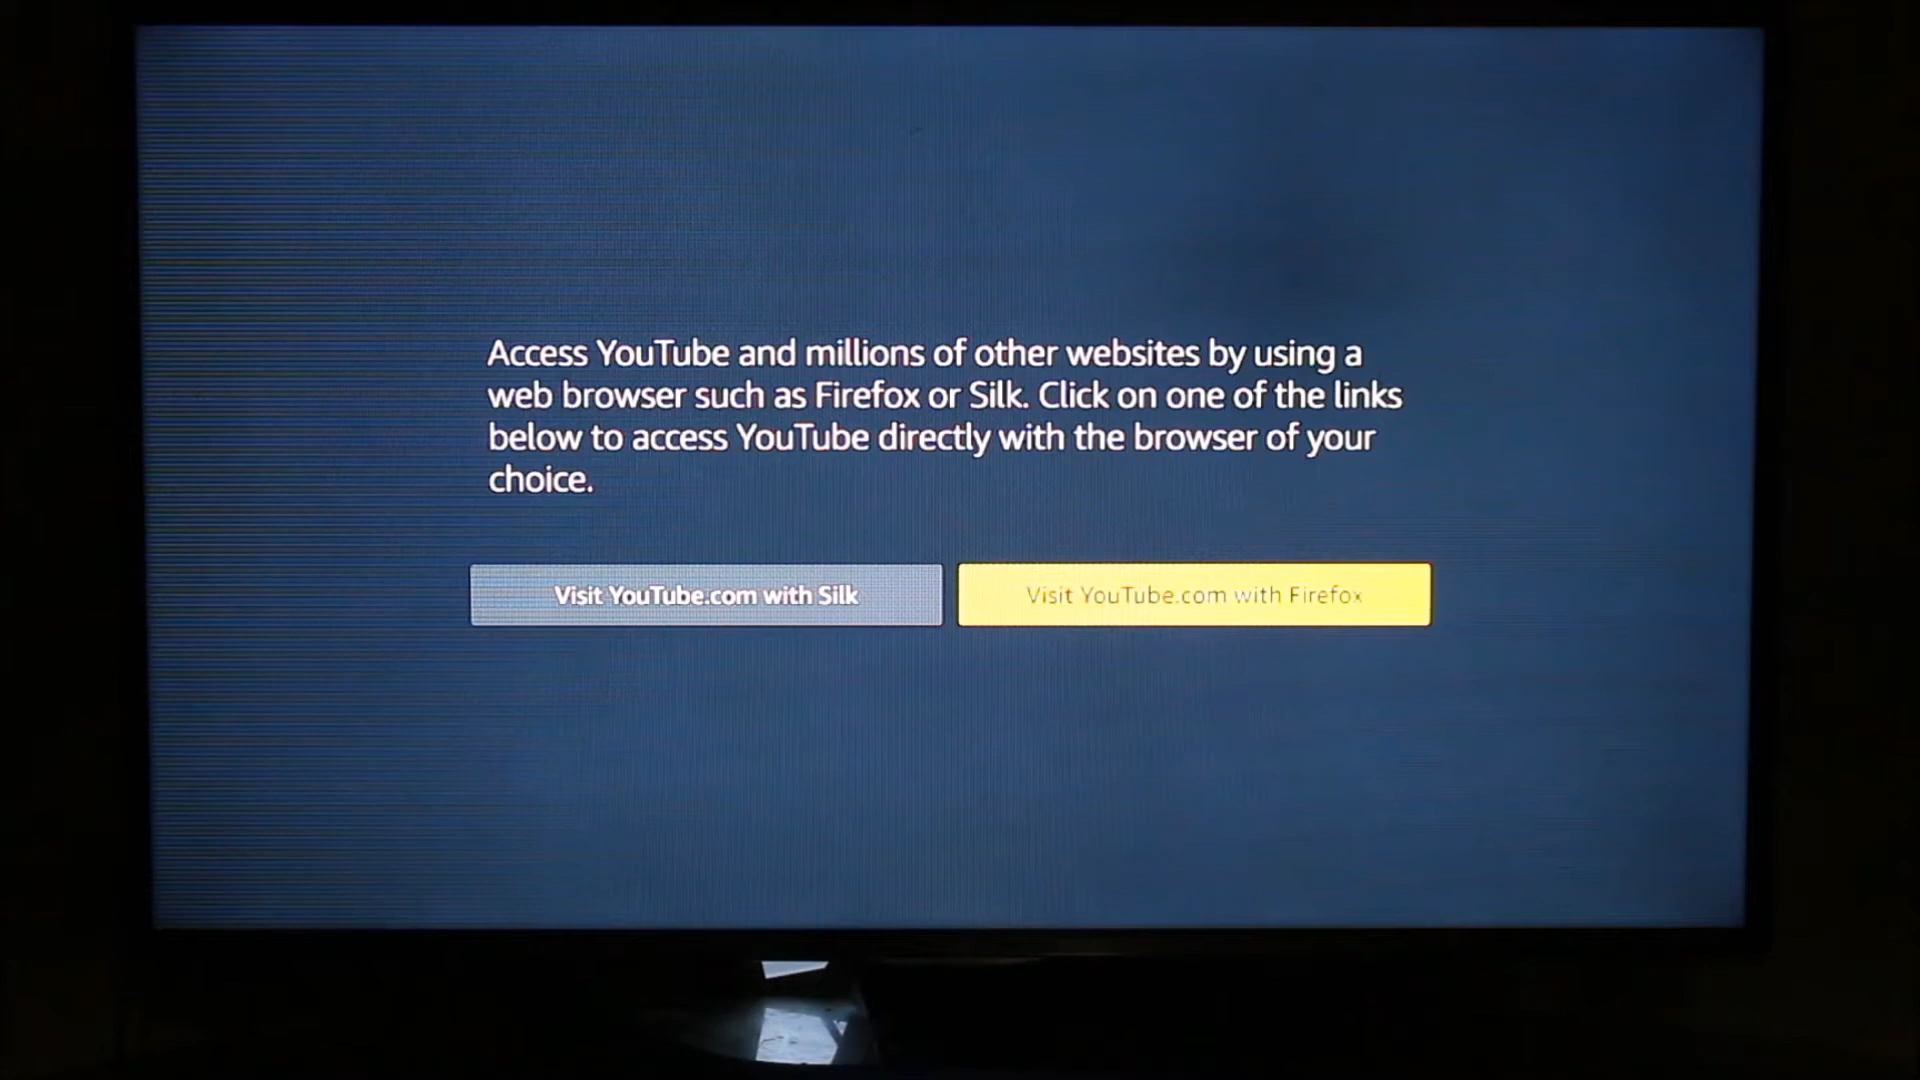 Access YouTube and millions of other websites by using a
web browser such as Firefox or Silk. Click on one of the links
below to access YouTube directly with the browser of your
choice.
Visit YouTube.com with Silk
Visit YouTube.com with Firefox